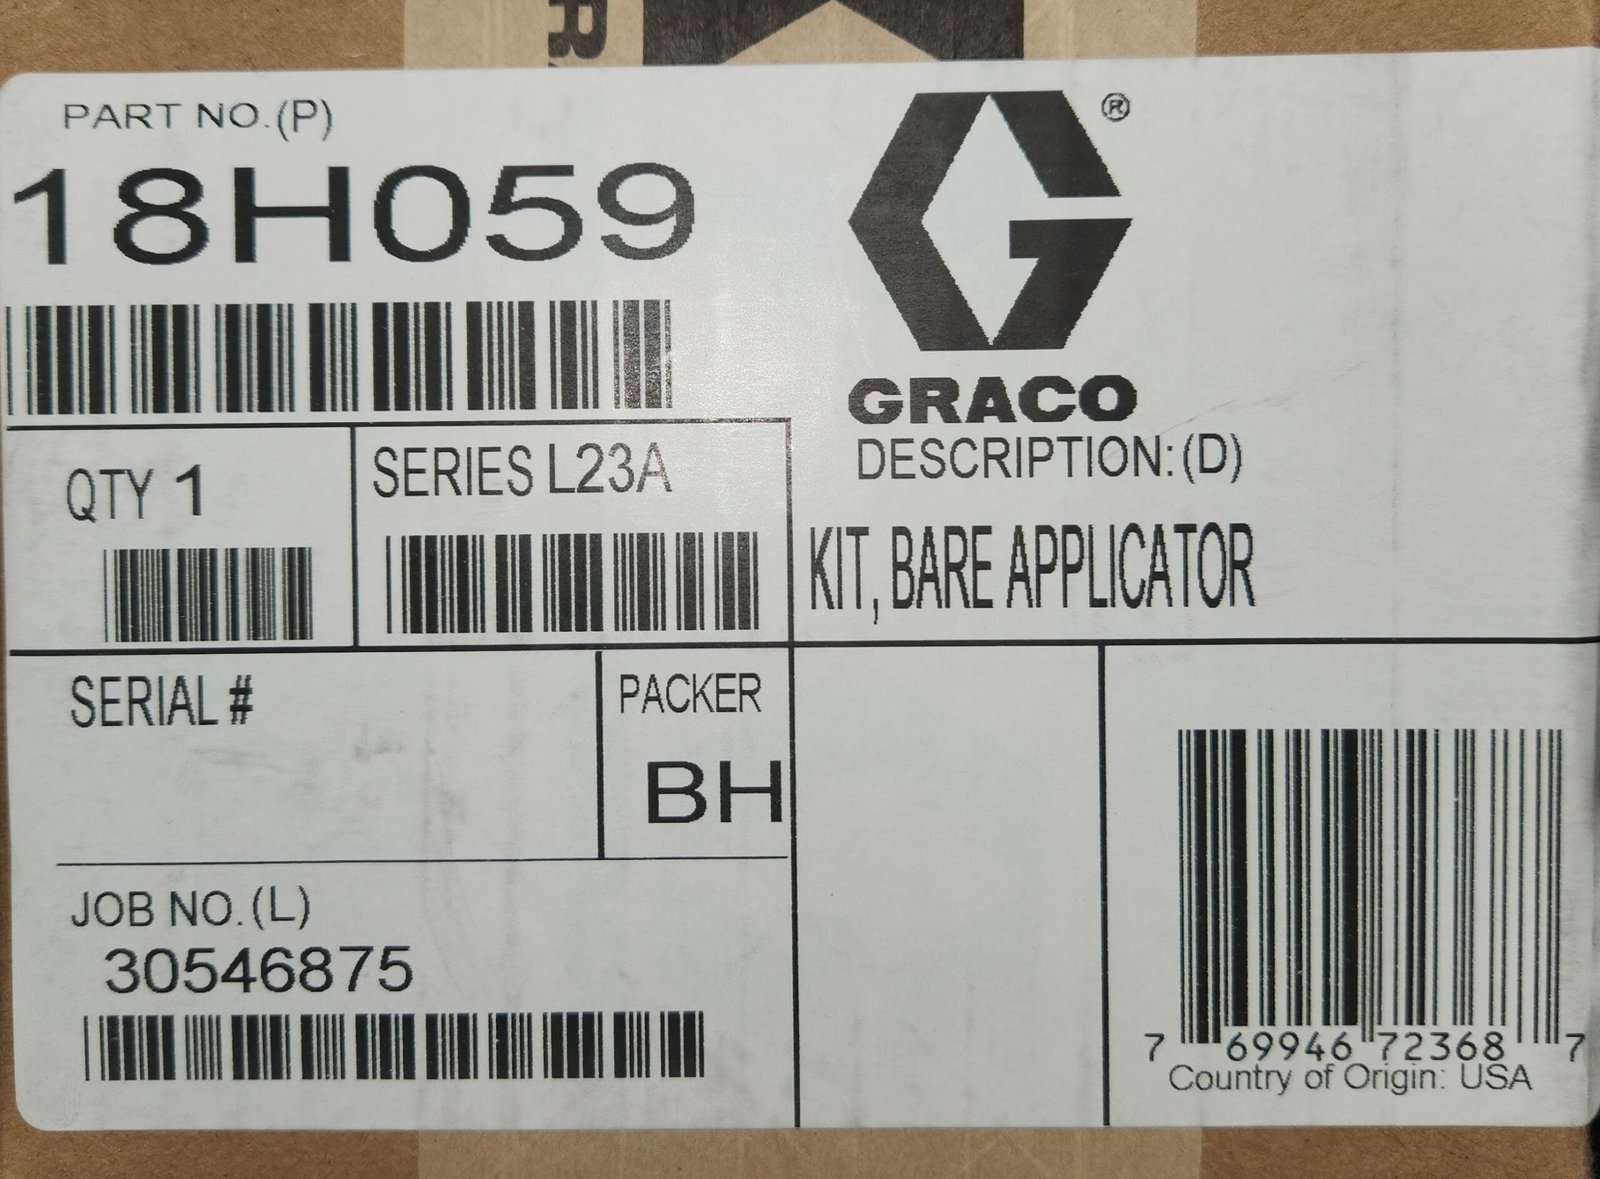 PART NO.(P)
18H059
®
GRACO
QTY 1
SERIES L23A
DESCRIPTION:(D)
KIT, BARE APPLICATOR
SERIAL #
PACKER
BH
JOB NO.(L)
30546875
7 69946 72368 7
Country of Origin: USA